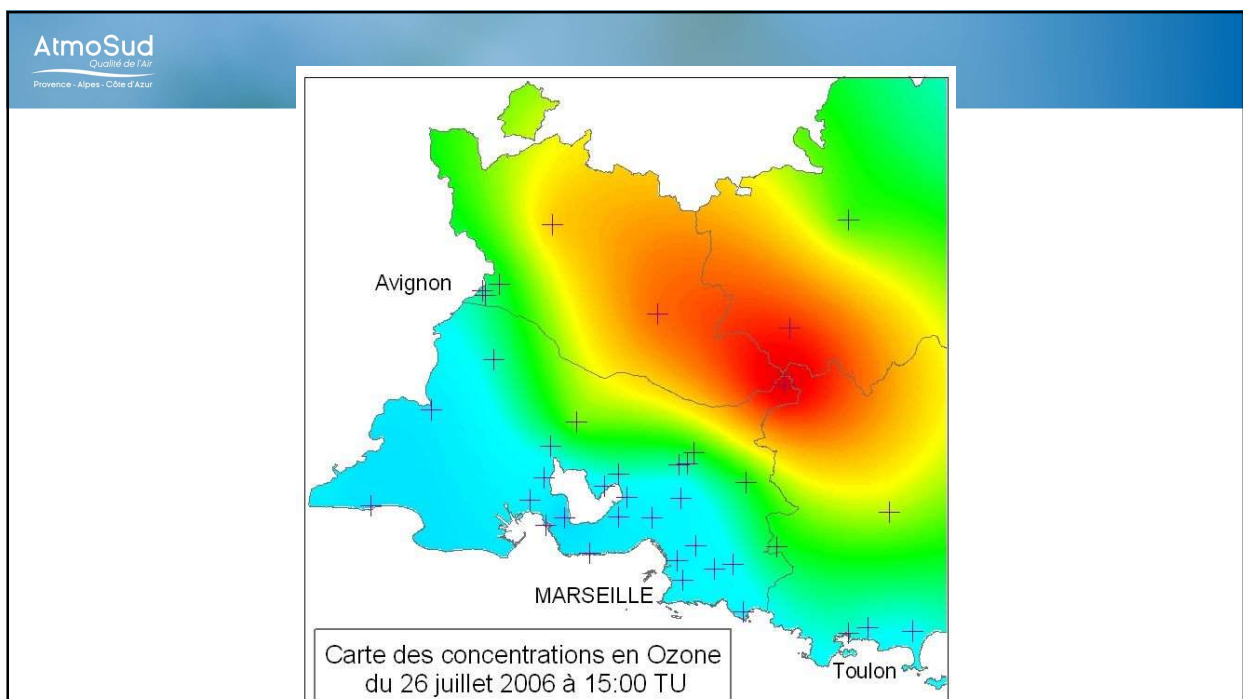 AtmoSud
Qualité de l'Air
Provence - Alpes - Côte d'Azur
Avignon
MARSEILLE
Toulon
Carte des concentrations en Ozone
du 26 juillet 2006 à 15:00 TU